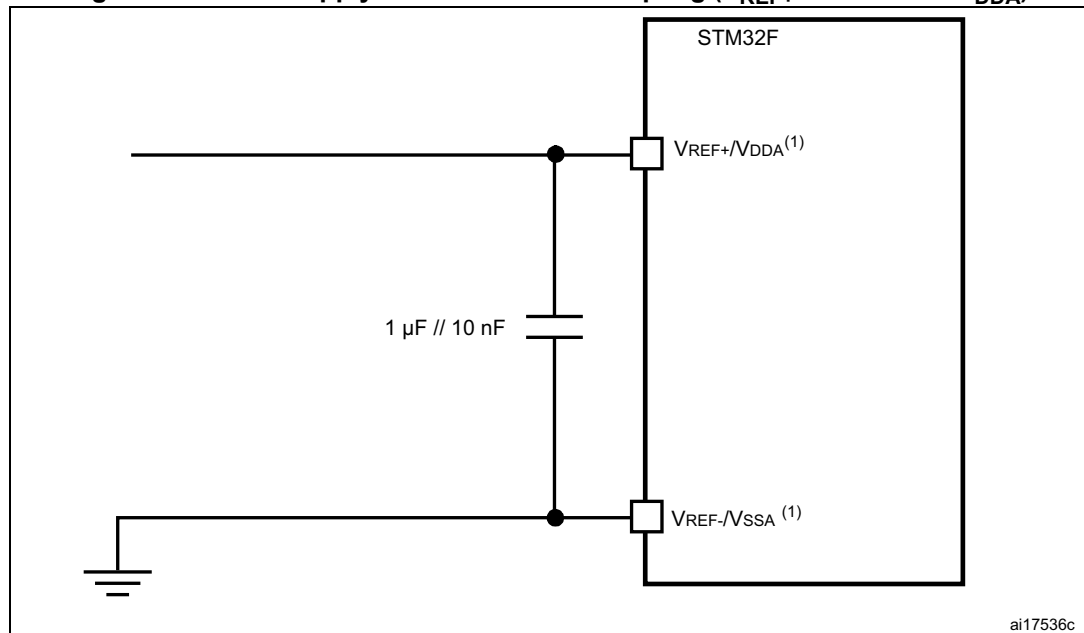 STM32F
VREF+/VDDA(1)
1 µF // 10 nF
VREF-/VSSA (1)
ai17536c